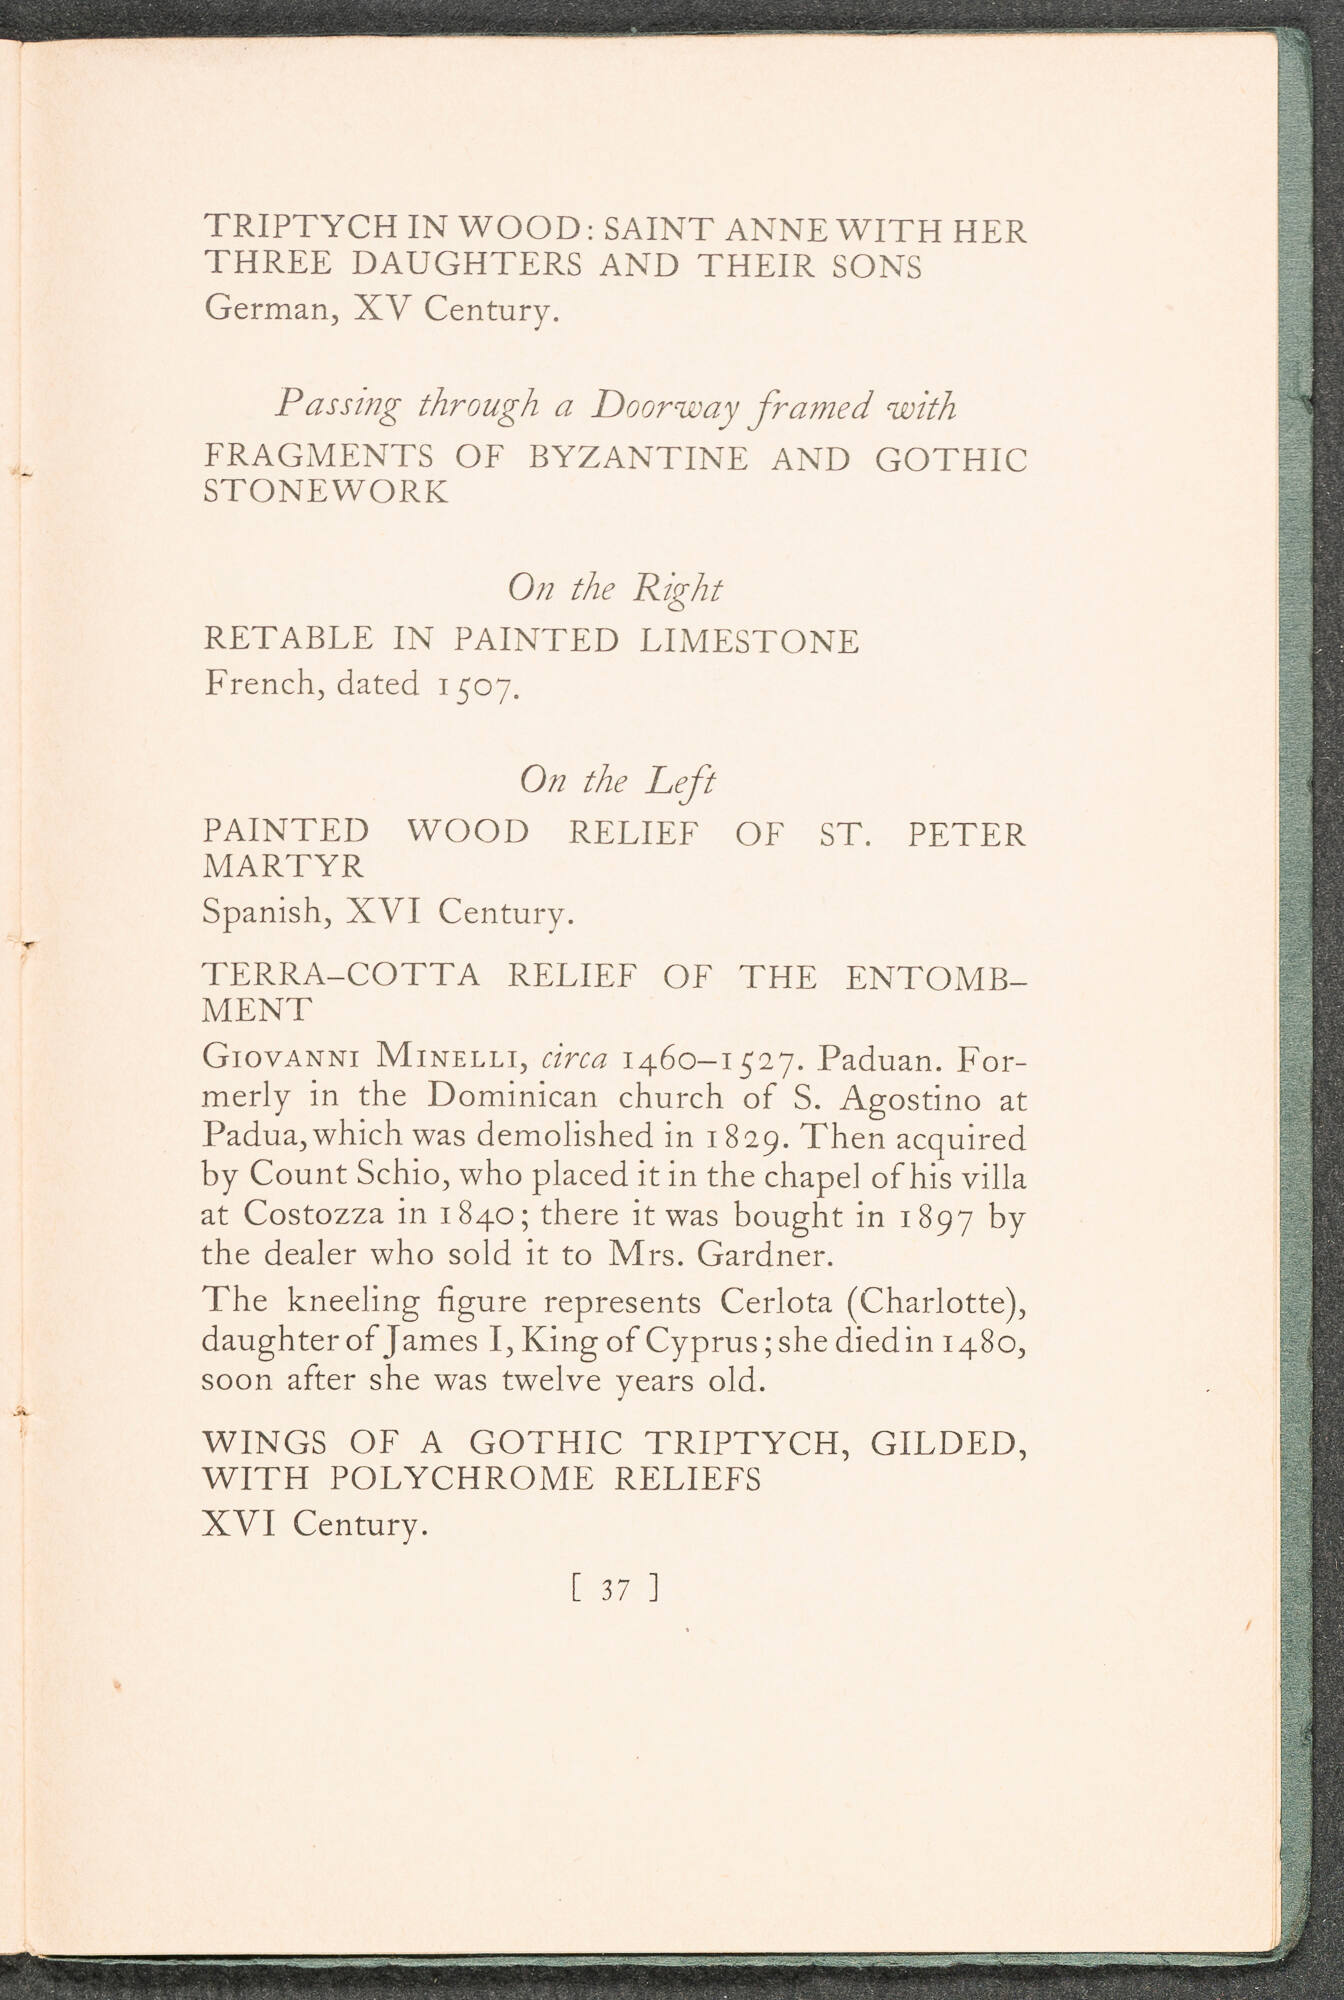 TRIPTYCH IN WOOD: SAINT ANNE WITH HER
THREE DAUGHTERS AND THEIR SONS
German, XV Century.
Passing through a Doorway framed with
FRAGMENTS OF BYZANTINE AND GOTHIC
STONEWORK
On the Right
RETABLE IN PAINTED LIMESTONE
French, dated 1507.
On the Left
PAINTED WOOD RELIEF OF ST. PETER
MARTYR
Spanish, XVI Century.
TERRA-COTTA RELIEF OF THE ENTOMB-
MENT
GIOVANNI MINELLI, circa 1460–1527. Paduan. For-
merly in the Dominican church of S. Agostino at
Padua, which was demolished in 1829. Then acquired
by Count Schio, who placed it in the chapel of his villa
at Costozza in 1840; there it was bought in 1897 by
the dealer who sold it to Mrs. Gardner.
The kneeling figure represents Cerlota (Charlotte),
daughter of James I, King of Cyprus; she died in 1480,
soon after she was twelve years old.
WINGS OF A GOTHIC TRIPTYCH, GILDED,
WITH POLYCHROME RELIEFS
XVI Century.
[ 37 ]